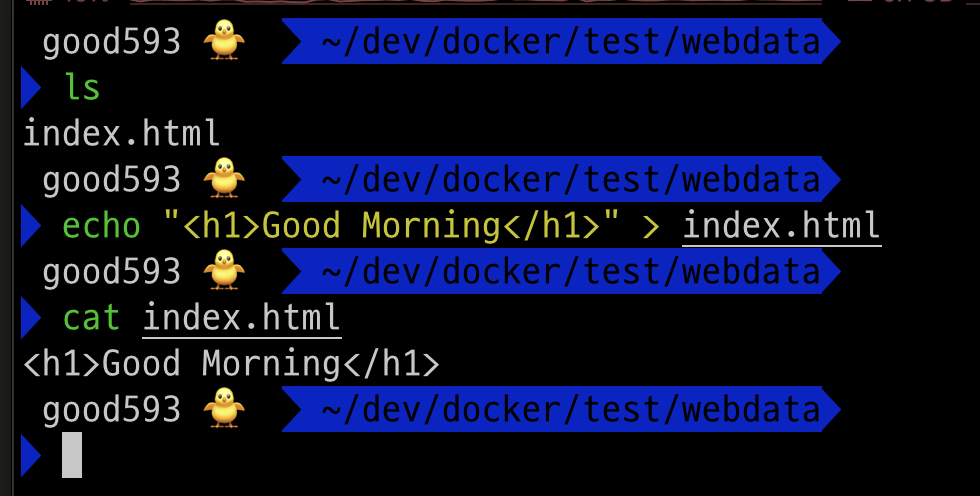 good593 🐥 ~/dev/docker/test/webdata
ls
index.html
good593 🐥 ~/dev/docker/test/webdata
echo "<h1>Good Morning</h1>" > index.html
good593 🐥 ~/dev/docker/test/webdata
cat index.html
<h1>Good Morning</h1>
good593 🐥 ~/dev/docker/test/webdata